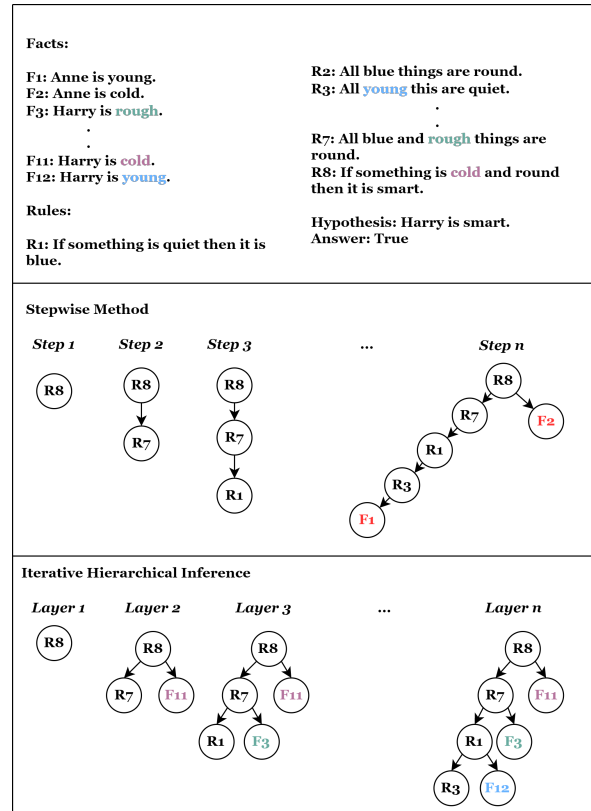 Facts:
F1: Anne is young.
F2: Anne is cold.
F3: Harry is rough.
.
.
F11: Harry is cold.
F12: Harry is young.
Rules:
R1: If something is quiet then it is
blue.
R2: All blue things are round.
R3: All young this are quiet.
.
.
R7: All blue and rough things are
round.
R8: If something is cold and round
then it is smart.
Hypothesis: Harry is smart.
Answer: True
Stepwise Method
Step 1 Step 2 Step 3 ... Step n
R8 R8 R8 R8
R7 R7 R7 F2
R1 R1
R3
F1
Iterative Hierarchical Inference
Layer 1 Layer 2 Layer 3 ... Layer n
R8 R8 R8 R8
R7 F11 R7 F11 R7 F11
R1 F3 R1 F3
R3 F12